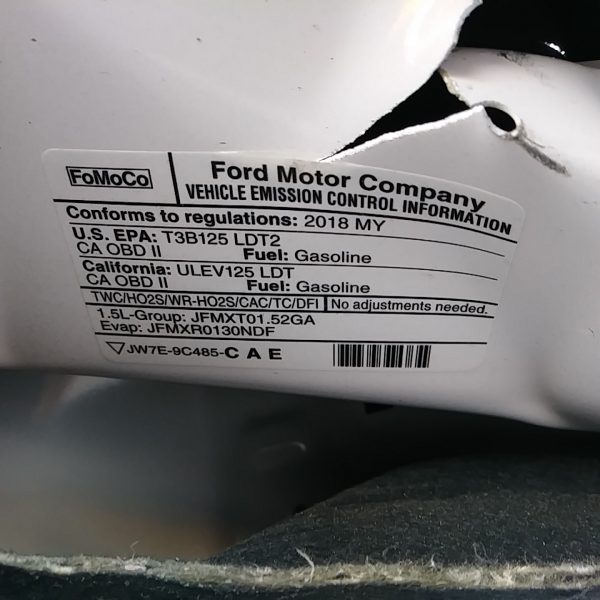 FoMoCo
Ford Motor Company
VEHICLE EMISSION CONTROL INFORMATION
Conforms to regulations: 2018 MY
U.S. EPA: T3B125 LDT2
CA OBD II Fuel: Gasoline
California: ULEV125 LDT
CA OBD II Fuel: Gasoline
TWC/HO2S/WR-HO2S/CAC/TC/DFI No adjustments needed.
1.5L-Group: JFMXT01.52GA
Evap: JFMXR0130NDF
▽JW7E-9C485-C A E